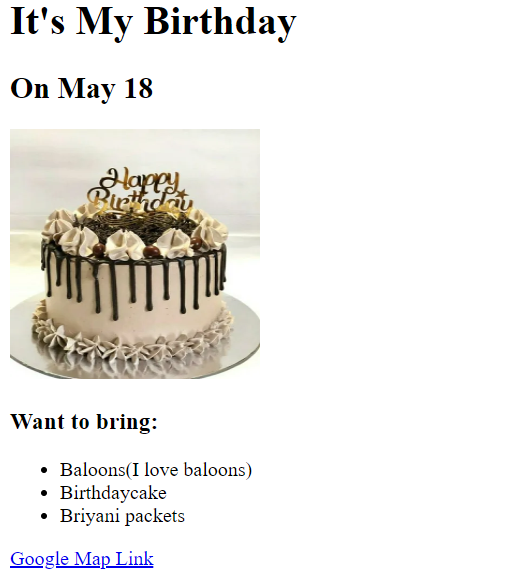 It's My Birthday
On May 18
Happy
Birthday
Want to bring:
Baloons(I love baloons)
Birthdaycake
Briyani packets
Google Map Link